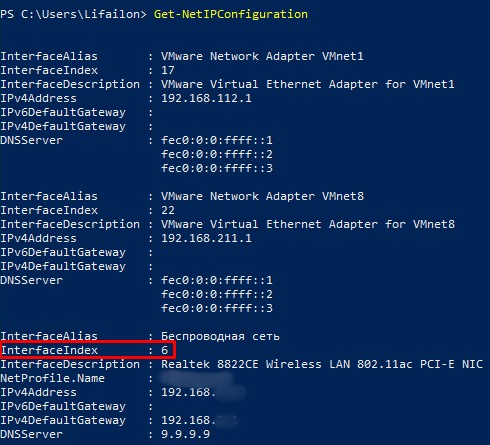 PS C:\Users\Lifailon> Get-NetIPConfiguration
InterfaceAlias : VMware Network Adapter VMnet1
InterfaceIndex : 17
InterfaceDescription : VMware Virtual Ethernet Adapter for VMnet1
IPv4Address : 192.168.112.1
IPv6DefaultGateway :
IPv4DefaultGateway :
DNSServer : fec0:0:0:ffff::1
fec0:0:0:ffff::2
fec0:0:0:ffff::3
InterfaceAlias : VMware Network Adapter VMnet8
InterfaceIndex : 22
InterfaceDescription : VMware Virtual Ethernet Adapter for VMnet8
IPv4Address : 192.168.211.1
IPv6DefaultGateway :
IPv4DefaultGateway :
DNSServer : fec0:0:0:ffff::1
fec0:0:0:ffff::2
fec0:0:0:ffff::3
InterfaceAlias : Беспроводная сеть
InterfaceIndex : 6
InterfaceDescription : Realtek 8822CE Wireless LAN 802.11ac PCI-E NIC
NetProfile.Name :
IPv4Address : 192.168.
IPv6DefaultGateway :
IPv4DefaultGateway : 192.168.
DNSServer : 9.9.9.9